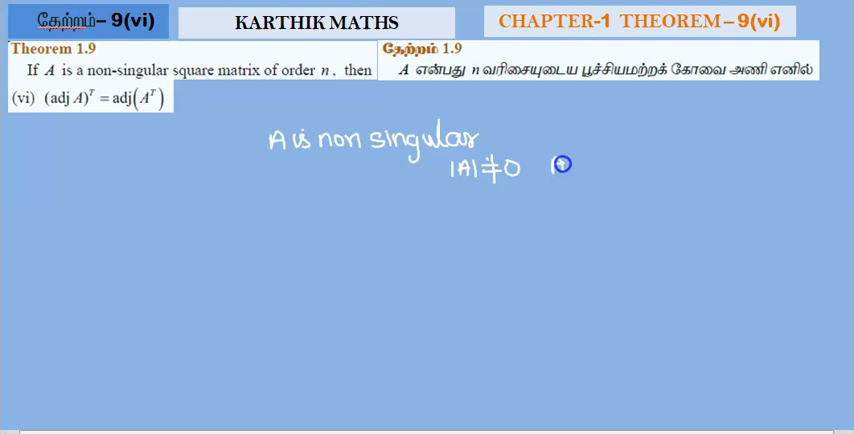 தேற்றம் – 9(vi)
KARTHIK MATHS
CHAPTER-1 THEOREM – 9(vi)
Theorem 1.9
If A is a non-singular square matrix of order n, then
(vi) (adj A)ᵀ = adj(Aᵀ)
தேற்றம் 1.9
A என்பது n வரிசையுடைய பூச்சியமற்றக் கோவை அணி எனில்
A is non singular
|A| ≠ 0